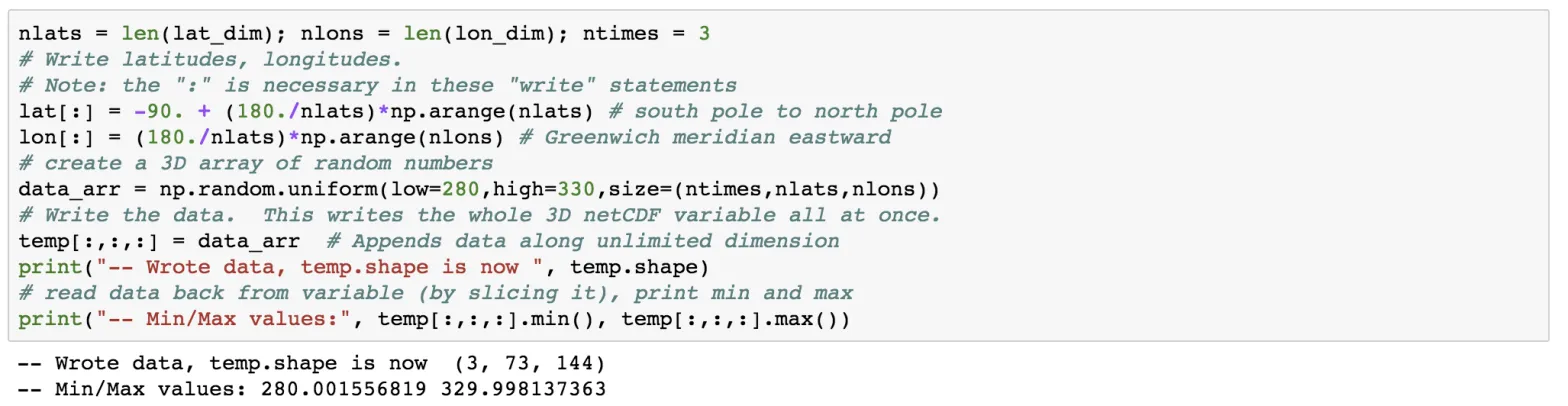 nlats = len(lat_dim); nlons = len(lon_dim); ntimes = 3
# Write latitudes, longitudes.
# Note: the ":" is necessary in these "write" statements
lat[:] = -90. + (180./nlats)*np.arange(nlats) # south pole to north pole
lon[:] = (180./nlats)*np.arange(nlons) # Greenwich meridian eastward
# create a 3D array of random numbers
data_arr = np.random.uniform(low=280,high=330,size=(ntimes,nlats,nlons))
# Write the data.  This writes the whole 3D netCDF variable all at once.
temp[:,:,:] = data_arr  # Appends data along unlimited dimension
print("-- Wrote data, temp.shape is now ", temp.shape)
# read data back from variable (by slicing it), print min and max
print("-- Min/Max values:", temp[:,:,:].min(), temp[:,:,:].max())
-- Wrote data, temp.shape is now  (3, 73, 144)
-- Min/Max values: 280.001556819 329.998137363